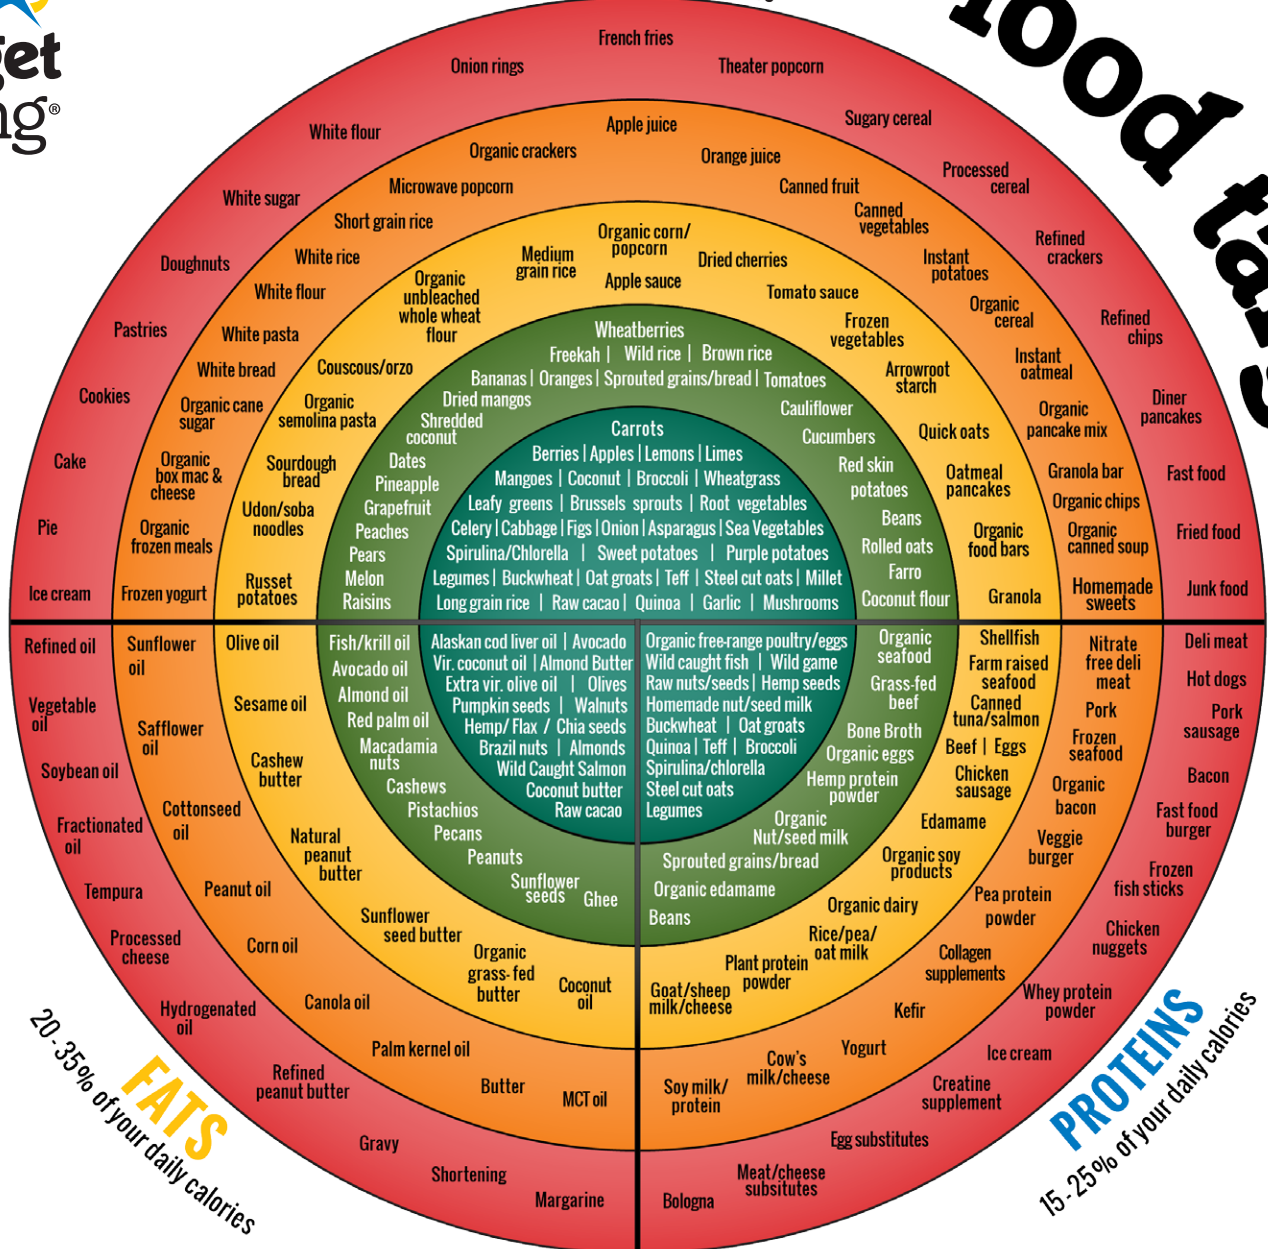 get
ng®
food ta
French fries
Onion rings
Theater popcorn
White flour
Sugary cereal
White sugar
Processed
cereal
Doughnuts
Refined
crackers
Pastries
Refined
chips
Cookies
Diner
pancakes
Cake
Fast food
Pie
Fried food
Ice cream
Junk food
Apple juice
Organic crackers
Orange juice
Microwave popcorn
Canned fruit
Short grain rice
Canned
vegetables
White rice
Instant
potatoes
White flour
Organic
cereal
White pasta
Instant
oatmeal
White bread
Organic
pancake mix
Organic cane
sugar
Granola bar
Organic
box mac &
cheese
Organic chips
Organic
frozen meals
Organic
canned soup
Frozen yogurt
Homemade
sweets
Organic corn/
popcorn
Medium
grain rice
Dried cherries
Apple sauce
Organic
unbleached
whole wheat
flour
Tomato sauce
Frozen
vegetables
Couscous/orzo
Arrowroot
starch
Organic
semolina pasta
Quick oats
Sourdough
bread
Oatmeal
pancakes
Udon/soba
noodles
Organic
food bars
Russet
potatoes
Granola
Wheatberries
Freekah | Wild rice | Brown rice
Bananas | Oranges | Sprouted grains/bread | Tomatoes
Dried mangos
Cauliflower
Shredded
coconut
Cucumbers
Dates
Red skin
potatoes
Pineapple
Grapefruit
Beans
Peaches
Rolled oats
Pears
Farro
Melon
Coconut flour
Raisins
Carrots
Berries | Apples | Lemons | Limes
Mangoes | Coconut | Broccoli | Wheatgrass
Leafy greens | Brussels sprouts | Root vegetables
Celery | Cabbage | Figs | Onion | Asparagus | Sea Vegetables
Spirulina/Chlorella | Sweet potatoes | Purple potatoes
Legumes | Buckwheat | Oat groats | Teff | Steel cut oats | Millet
Long grain rice | Raw cacao | Quinoa | Garlic | Mushrooms
Refined oil
Vegetable
oil
Soybean oil
Fractionated
oil
Tempura
Processed
cheese
Hydrogenated
oil
Refined
peanut butter
Gravy
Shortening
Margarine
Sunflower
oil
Safflower
oil
Cottonseed
oil
Peanut oil
Corn oil
Canola oil
Palm kernel oil
Butter
MCT oil
Olive oil
Sesame oil
Cashew
butter
Natural
peanut
butter
Sunflower
seed butter
Organic
grass- fed
butter
Coconut
oil
Fish/krill oil
Avocado oil
Almond oil
Red palm oil
Macadamia
nuts
Cashews
Pistachios
Pecans
Peanuts
Sunflower
seeds
Ghee
Alaskan cod liver oil | Avocado
Vir. coconut oil | Almond Butter
Extra vir. olive oil | Olives
Pumpkin seeds | Walnuts
Hemp/ Flax / Chia seeds
Brazil nuts | Almonds
Wild Caught Salmon
Coconut butter
Raw cacao
Organic free-range poultry/eggs
Wild caught fish | Wild game
Raw nuts/seeds | Hemp seeds
Homemade nut/seed milk
Buckwheat | Oat groats
Quinoa | Teff | Broccoli
Spirulina/chlorella
Steel cut oats
Legumes
Organic
seafood
Grass-fed
beef
Bone Broth
Organic eggs
Hemp protein
powder
Organic
Nut/seed milk
Sprouted grains/bread
Organic edamame
Beans
Shellfish
Farm raised
seafood
Canned
tuna/salmon
Beef | Eggs
Chicken
sausage
Edamame
Organic soy
products
Organic dairy
Rice/pea/
oat milk
Plant protein
powder
Goat/sheep
milk/cheese
Nitrate
free deli
meat
Pork
Frozen
seafood
Organic
bacon
Veggie
burger
Pea protein
powder
Collagen
supplements
Kefir
Yogurt
Cow's
milk/cheese
Soy milk/
protein
Deli meat
Hot dogs
Pork
sausage
Bacon
Fast food
burger
Frozen
fish sticks
Chicken
nuggets
Whey protein
powder
Ice cream
Creatine
supplement
Egg substitutes
Meat/cheese
subsitutes
Bologna
FATS
20-35% of your daily calories
PROTEINS
15-25% of your daily calories